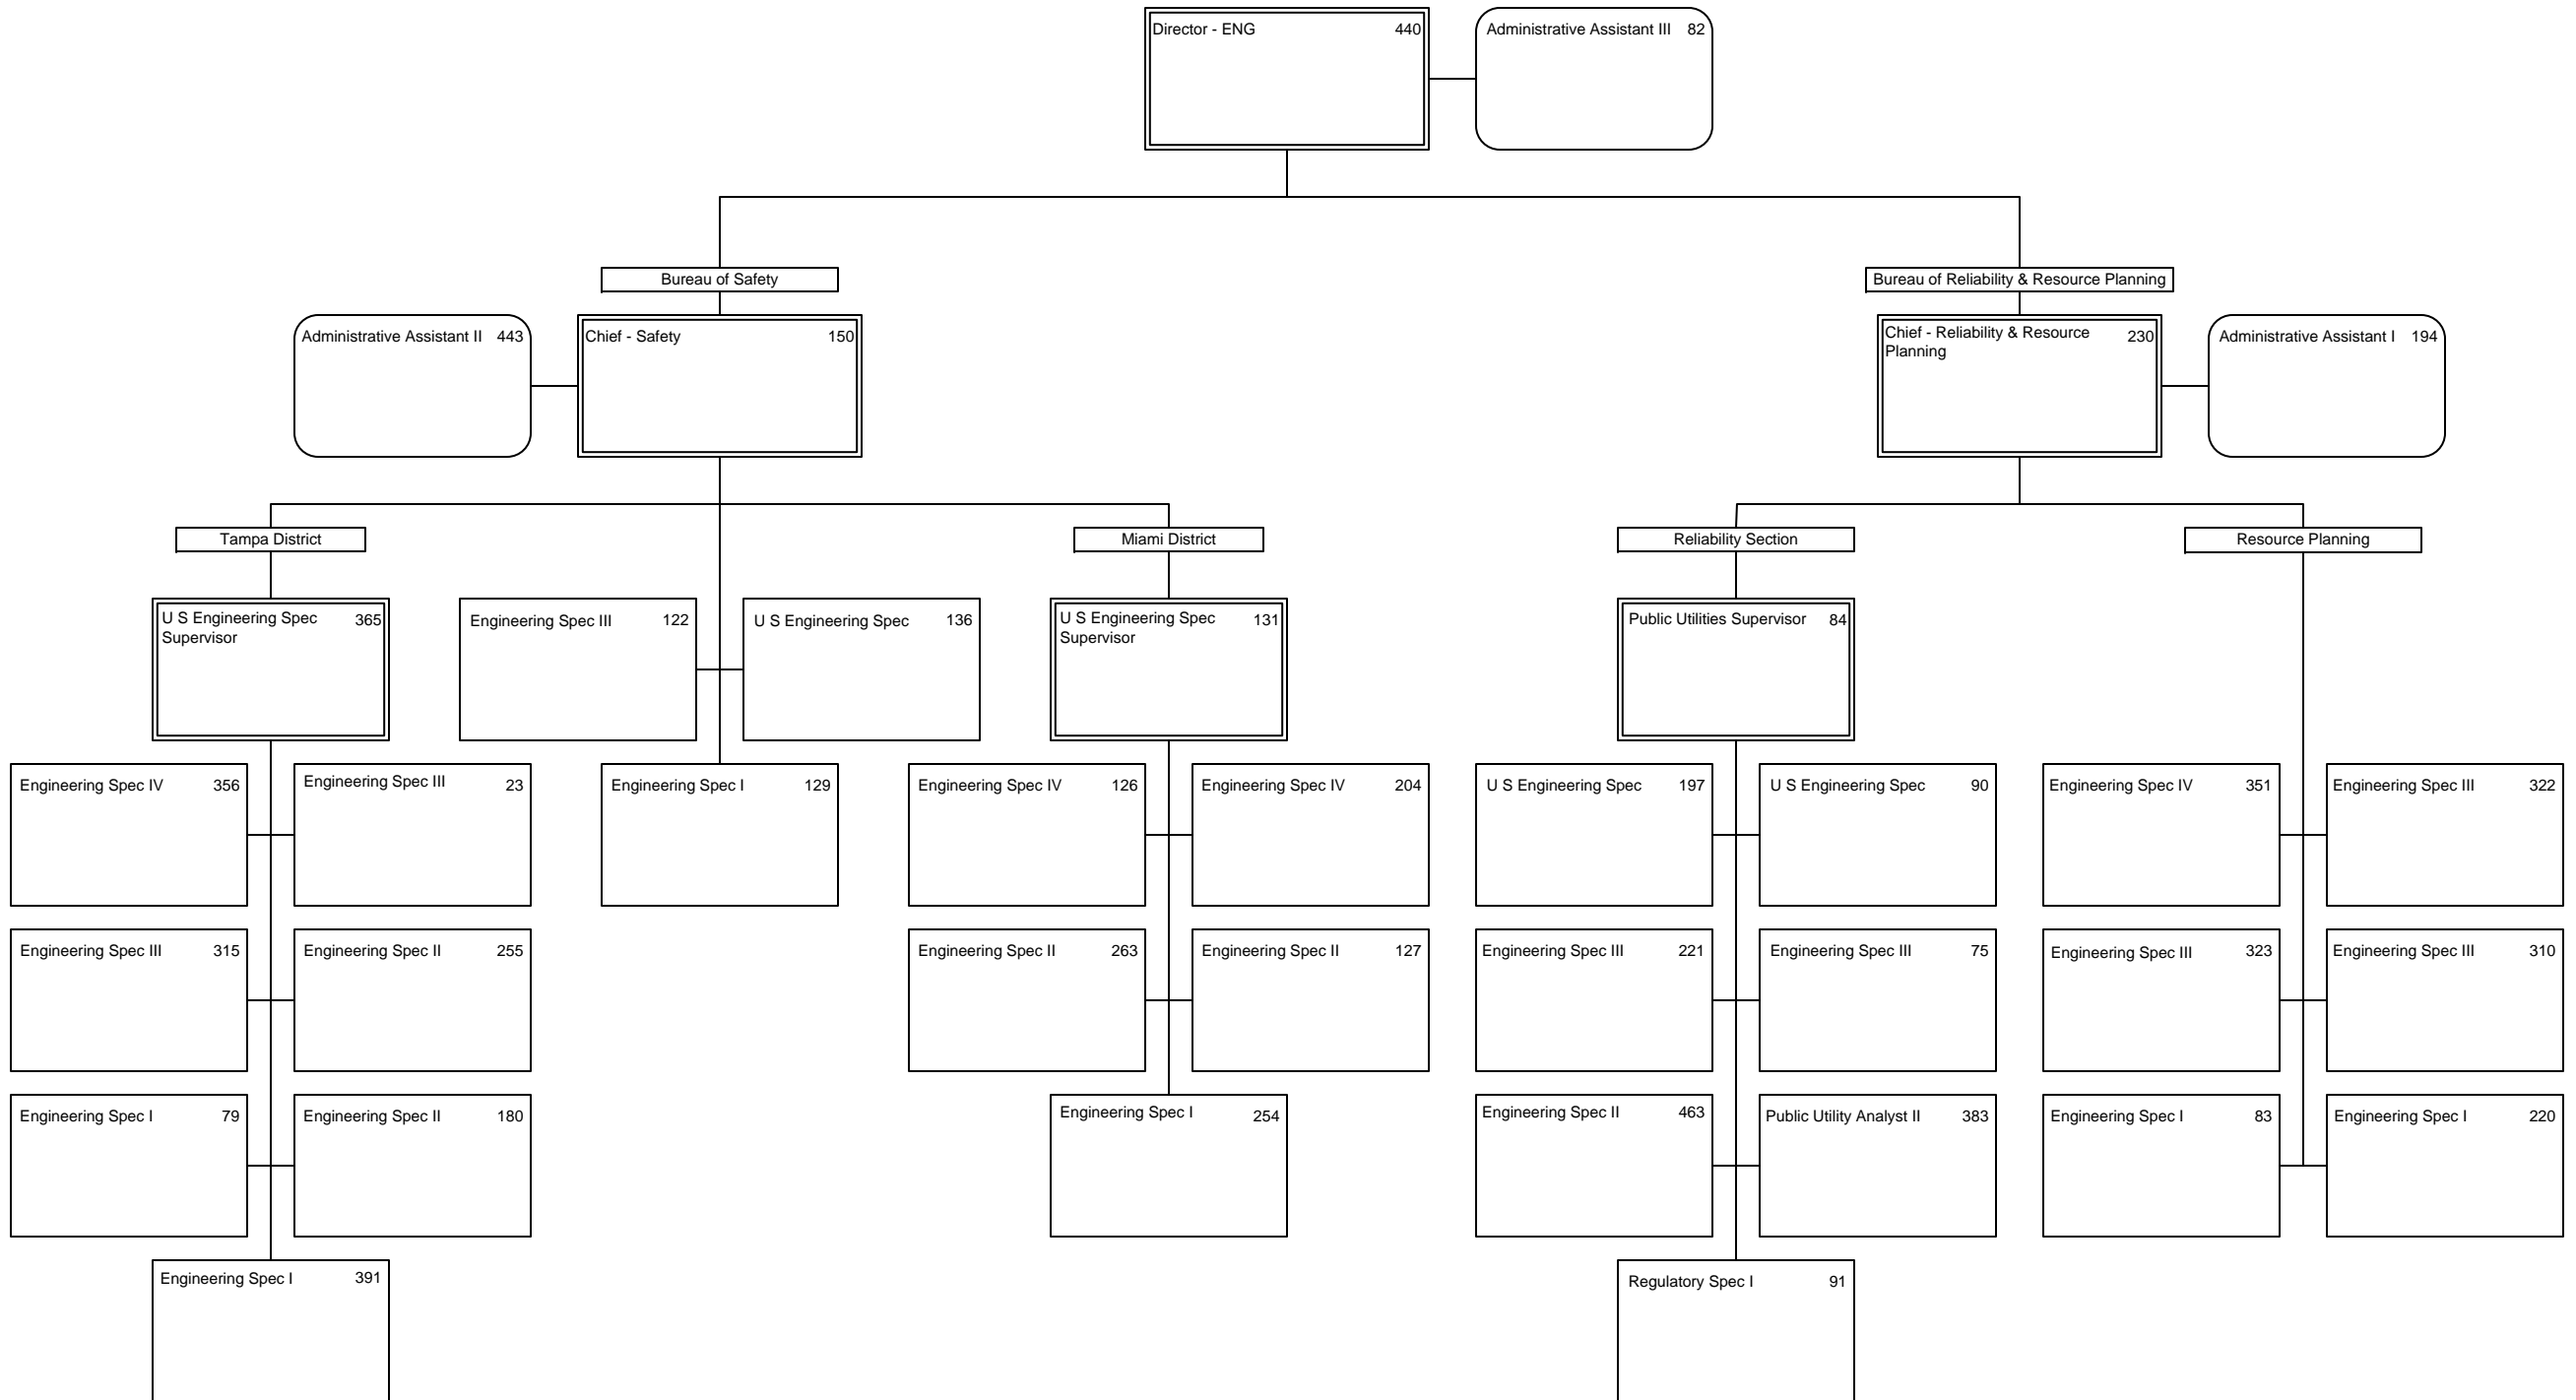 Director - ENG 440
Administrative Assistant III 82
Bureau of Safety
Bureau of Reliability & Resource Planning
Administrative Assistant II 443
Chief - Safety 150
Chief - Reliability & Resource 230
Planning
Administrative Assistant I 194
Tampa District
Miami District
Reliability Section
Resource Planning
U S Engineering Spec 365
Supervisor
Engineering Spec III 122
U S Engineering Spec 136
U S Engineering Spec 131
Supervisor
Public Utilities Supervisor 84
Engineering Spec IV 356
Engineering Spec III 23
Engineering Spec I 129
Engineering Spec IV 126
Engineering Spec IV 204
U S Engineering Spec 197
U S Engineering Spec 90
Engineering Spec IV 351
Engineering Spec III 322
Engineering Spec III 315
Engineering Spec II 255
Engineering Spec II 263
Engineering Spec II 127
Engineering Spec III 221
Engineering Spec III 75
Engineering Spec III 323
Engineering Spec III 310
Engineering Spec I 79
Engineering Spec II 180
Engineering Spec I 254
Engineering Spec II 463
Public Utility Analyst II 383
Engineering Spec I 83
Engineering Spec I 220
Engineering Spec I 391
Regulatory Spec I 91